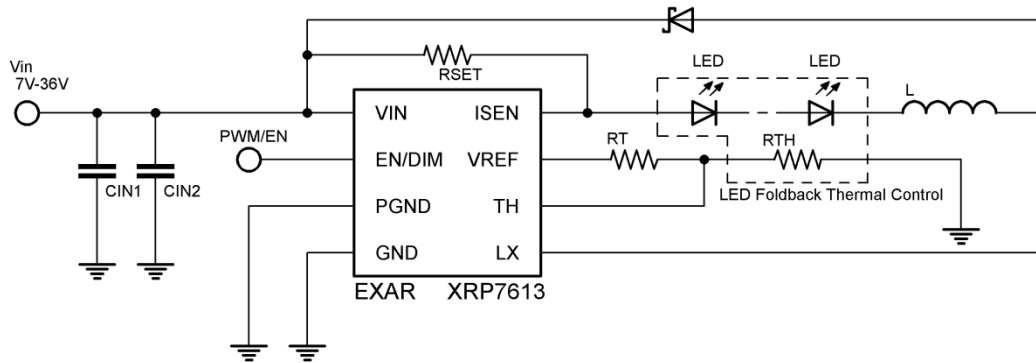 Vin
7V-36V
RSET
LED
LED
L
VIN
ISEN
PWM/EN
EN/DIM
VREF
RT
RTH
CIN1
CIN2
PGND
TH
LED Foldback Thermal Control
GND
LX
EXAR XRP7613